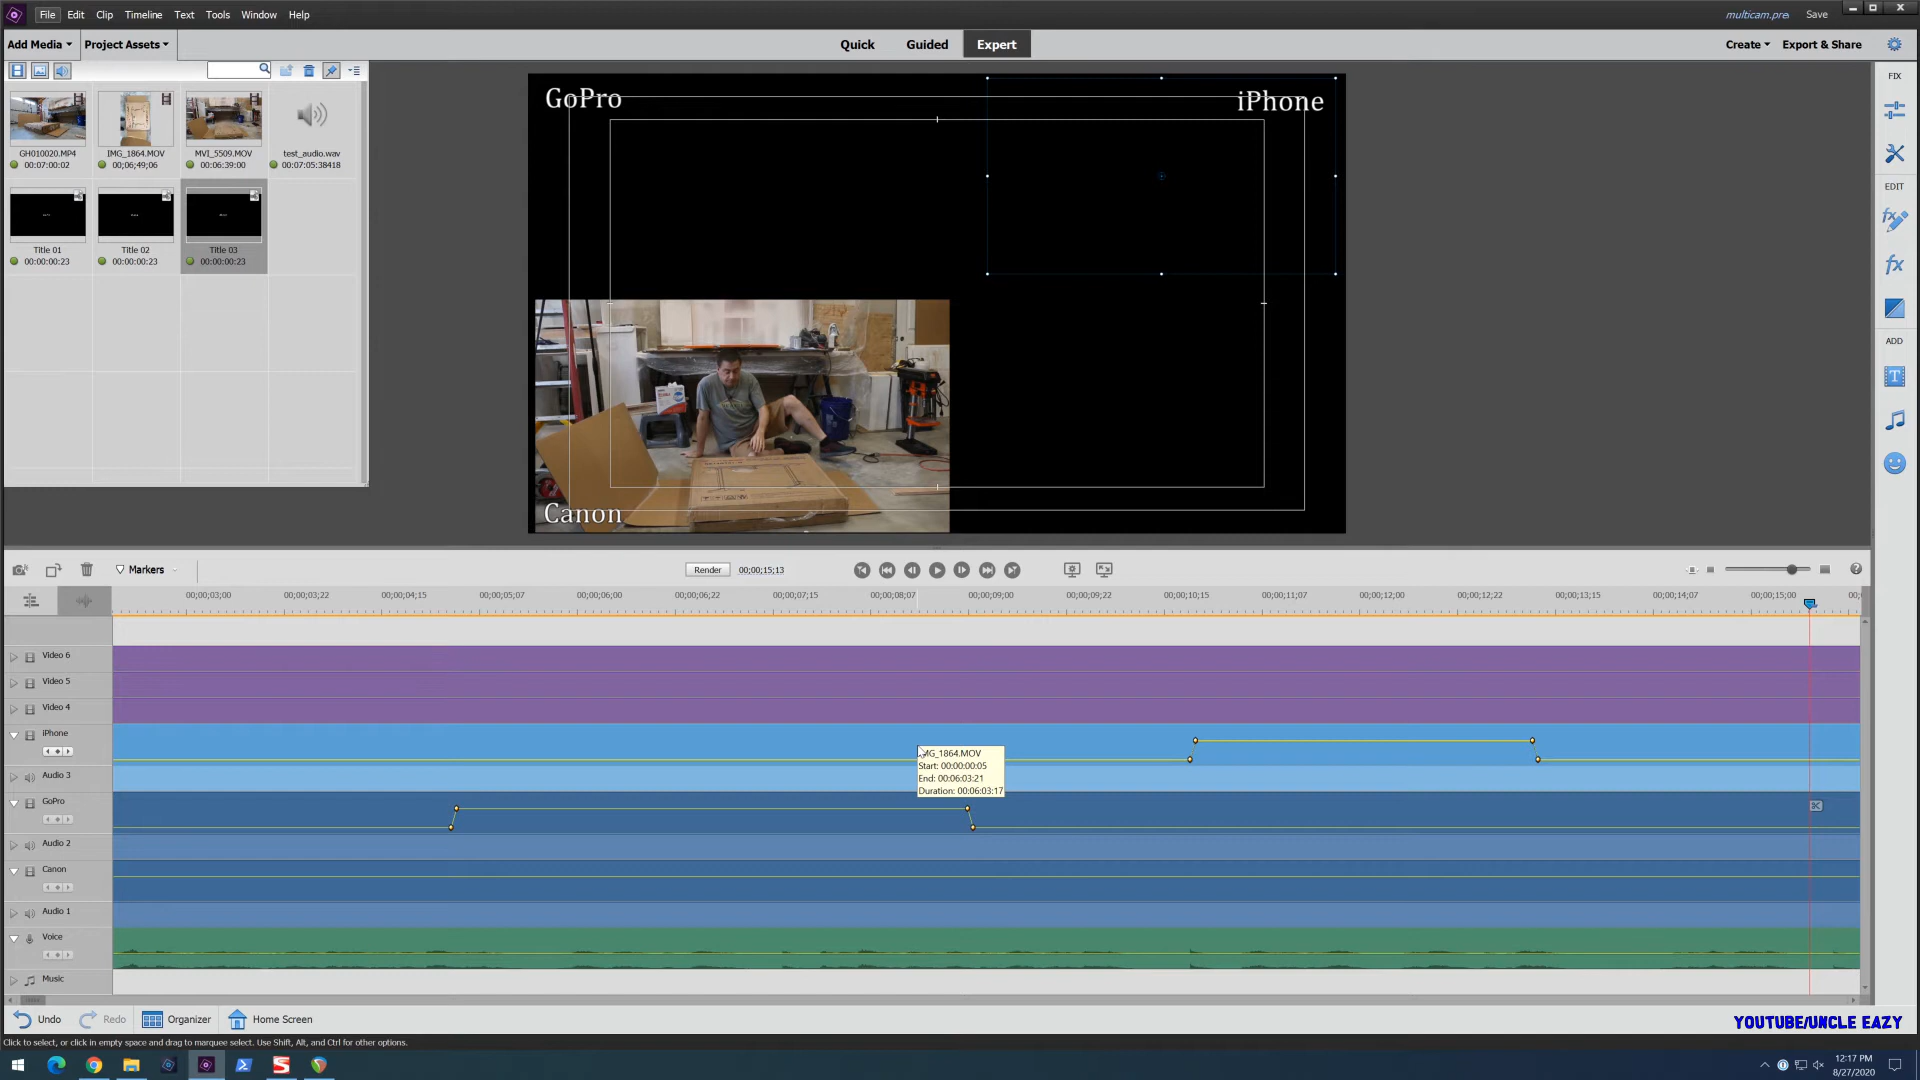 File Edit Clip Timeline Text Tools Window Help
multicam.prel Save
Add Media Project Assets
Quick Guided Expert
Create Export & Share
FIX
GoPro
iPhone
GH010020.MP4 IMG_1864.MOV MVI_5509.MOV test_audio.wav
00:07:00:02 00;06;49;06 00:06:39:00 00:07:05:38418
EDIT
Title 01 Title 02 Title 03
00:00:00:23 00:00:00:23 00:00:00:23
ADD
Canon
Markers
Render 00;00;15;13
00;00;03;00 00;00;03;22 00;00;04;15 00;00;05;07 00;00;06;00 00;00;06;22 00;00;07;15 00;00;08;07 00;00;09;00 00;00;09;22 00;00;10;15 00;00;11;07 00;00;12;00 00;00;12;22 00;00;13;15 00;00;14;07 00;00;15;00
Video 6
Video 5
Video 4
iPhone
MG_1864.MOV
Start: 00:00:00:05
End: 00:06:03:21
Duration: 00:06:03:17
Audio 3
GoPro
Audio 2
Canon
Audio 1
Voice
Music
Undo Redo Organizer Home Screen
YOUTUBE/UNCLE EAZY
Click to select, or click in empty space and drag to marquee select. Use Shift, Alt, and Ctrl for other options.
12:17 PM
8/27/2020